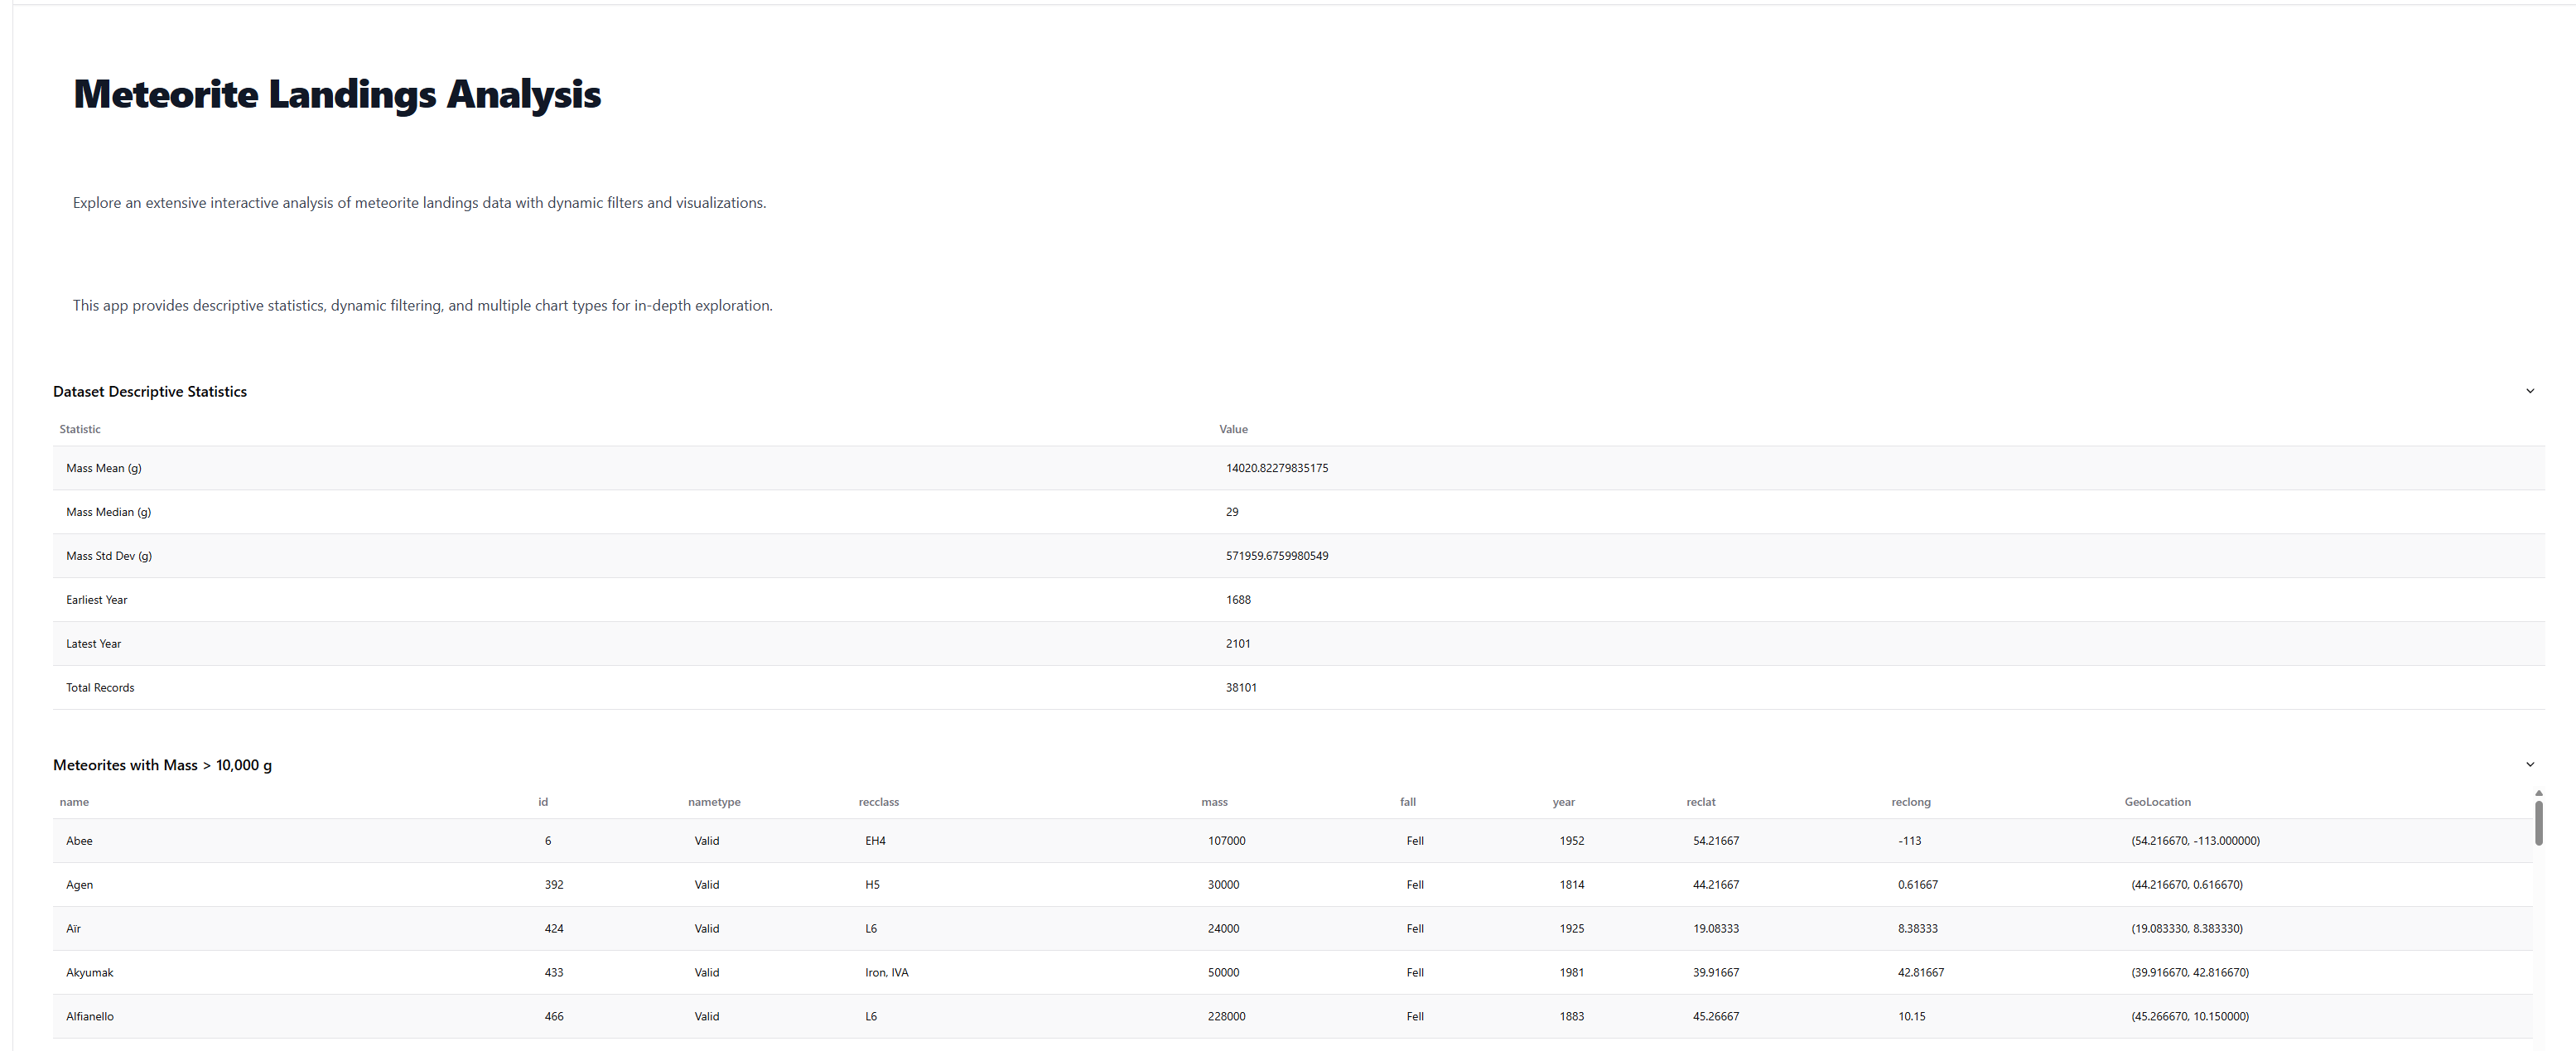 Meteorite Landings Analysis
Explore an extensive interactive analysis of meteorite landings data with dynamic filters and visualizations.
This app provides descriptive statistics, dynamic filtering, and multiple chart types for in-depth exploration.
Dataset Descriptive Statistics
Statistic Value
Mass Mean (g) 14020.82279835175
Mass Median (g) 29
Mass Std Dev (g) 571959.6759980549
Earliest Year 1688
Latest Year 2101
Total Records 38101
Meteorites with Mass > 10,000 g
name id nametype recclass mass fall year reclat reclong GeoLocation
Abee 6 Valid EH4 107000 Fell 1952 54.21667 -113 (54.216670, -113.000000)
Agen 392 Valid H5 30000 Fell 1814 44.21667 0.61667 (44.216670, 0.616670)
Aïr 424 Valid L6 24000 Fell 1925 19.08333 8.38333 (19.083330, 8.383330)
Akyumak 433 Valid Iron, IVA 50000 Fell 1981 39.91667 42.81667 (39.916670, 42.816670)
Alfianello 466 Valid L6 228000 Fell 1883 45.26667 10.15 (45.266670, 10.150000)